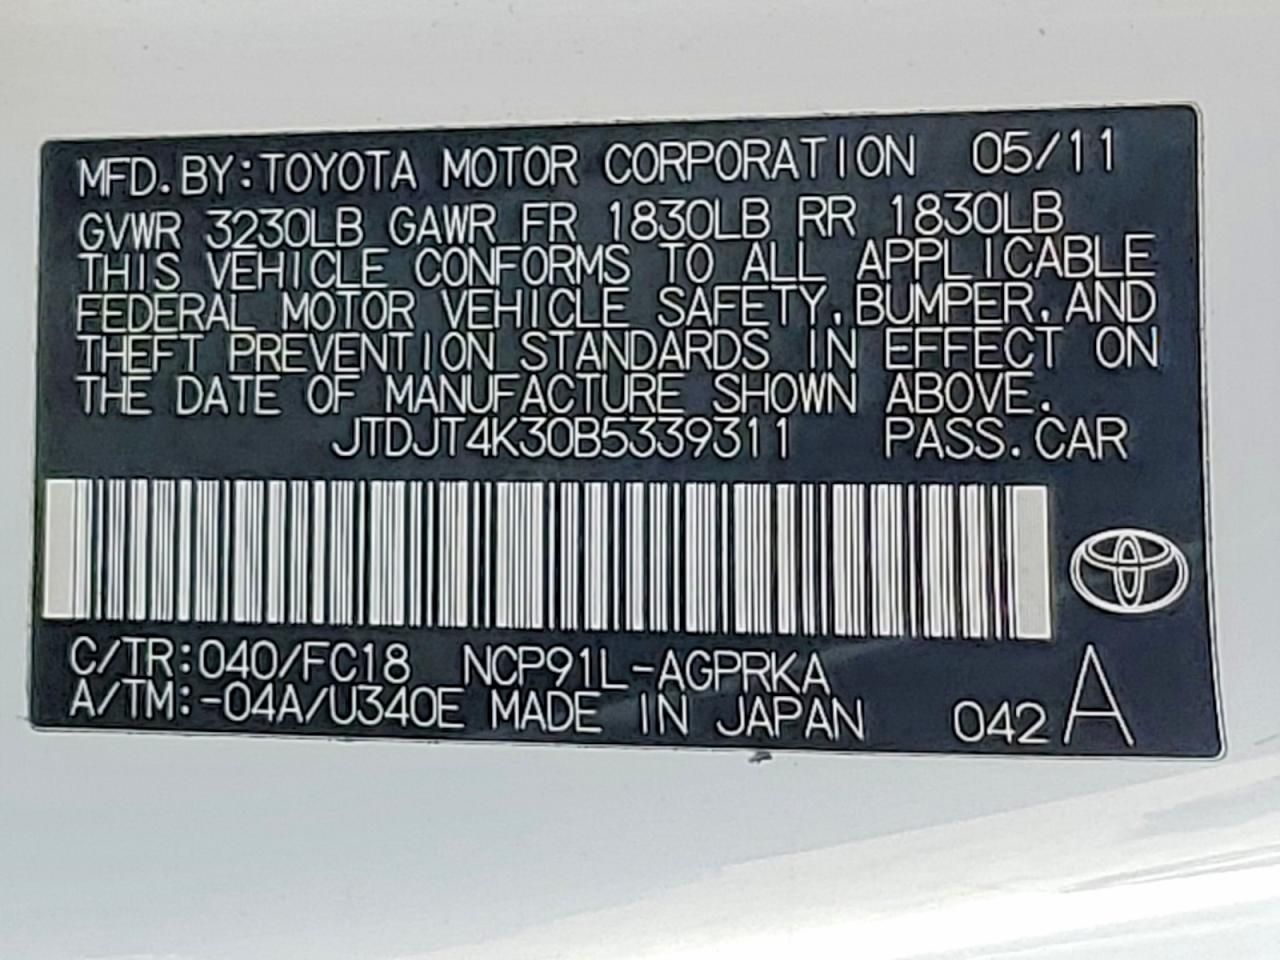 MFD.BY:TOYOTA MOTOR CORPORATION 05/11
GVWR 3230LB GAWR FR 1830LB RR 1830LB
THIS VEHICLE CONFORMS TO ALL APPLICABLE
FEDERAL MOTOR VEHICLE SAFETY,BUMPER,AND
THEFT PREVENTION STANDARDS IN EFFECT ON
THE DATE OF MANUFACTURE SHOWN ABOVE.
JTDJT4K30B5339311 PASS.CAR
C/TR:040/FC18 NCP91L-AGPRKA
A/TM:-04A/U340E MADE IN JAPAN 042 A